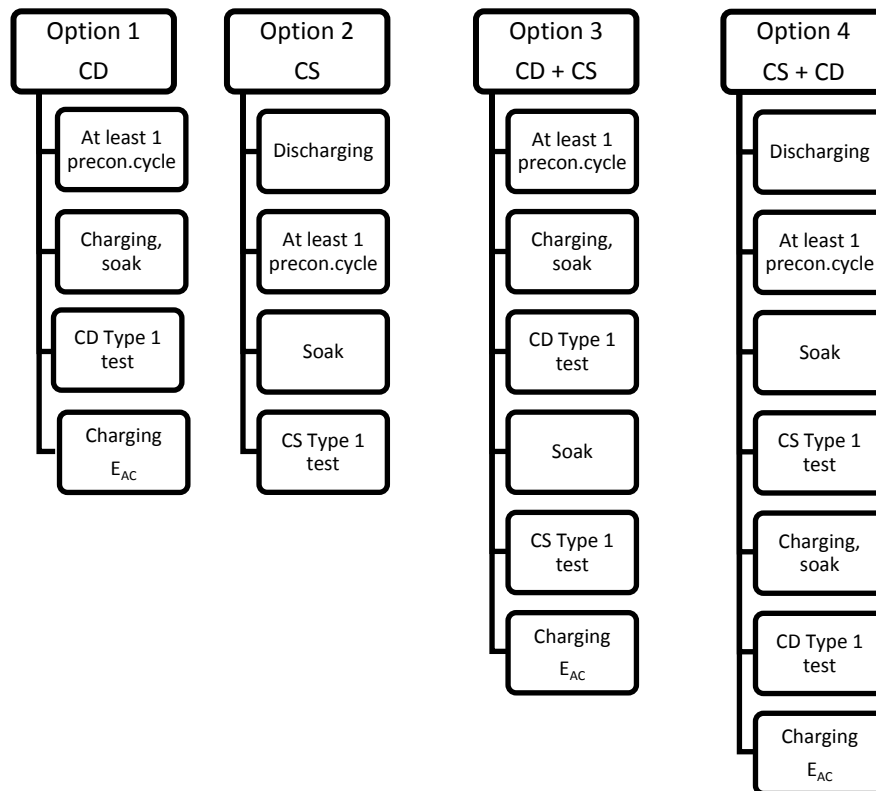 Option 1
CD
At least 1
precon.cycle
Charging,
soak
CD Type 1
test
Charging
E_AC
Option 2
CS
Discharging
At least 1
precon.cycle
Soak
CS Type 1
test
Option 3
CD + CS
At least 1
precon.cycle
Charging,
soak
CD Type 1
test
Soak
CS Type 1
test
Charging
E_AC
Option 4
CS + CD
Discharging
At least 1
precon.cycle
Soak
CS Type 1
test
Charging,
soak
CD Type 1
test
Charging
E_AC